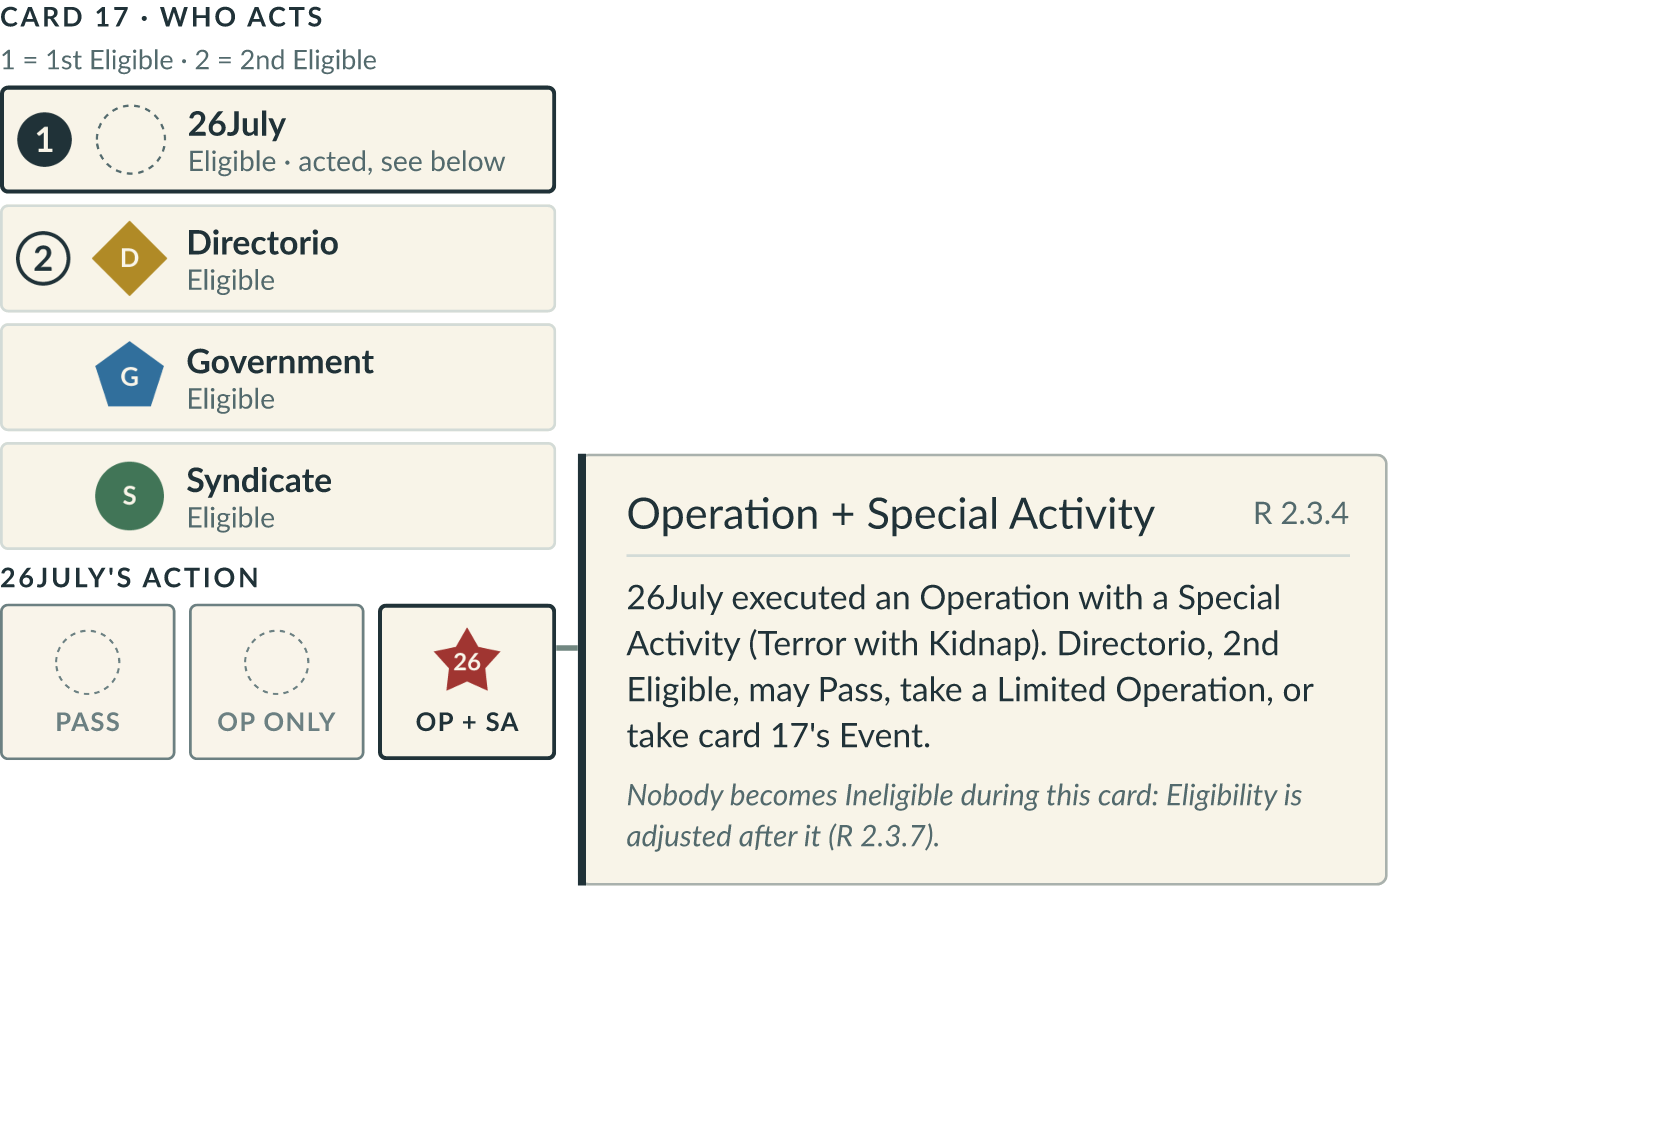 CARD 17 · WHO ACTS
1 = 1st Eligible · 2 = 2nd Eligible
1
26July
Eligible · acted, see below
2
D
Directorio
Eligible
G
Government
Eligible
S
Syndicate
Eligible
26JULY'S ACTION
PASS
OP ONLY
26
OP + SA
Operation + Special Activity
R 2.3.4
26July executed an Operation with a Special
Activity (Terror with Kidnap). Directorio, 2nd
Eligible, may Pass, take a Limited Operation, or
take card 17's Event.
Nobody becomes Ineligible during this card: Eligibility is
adjusted after it (R 2.3.7).